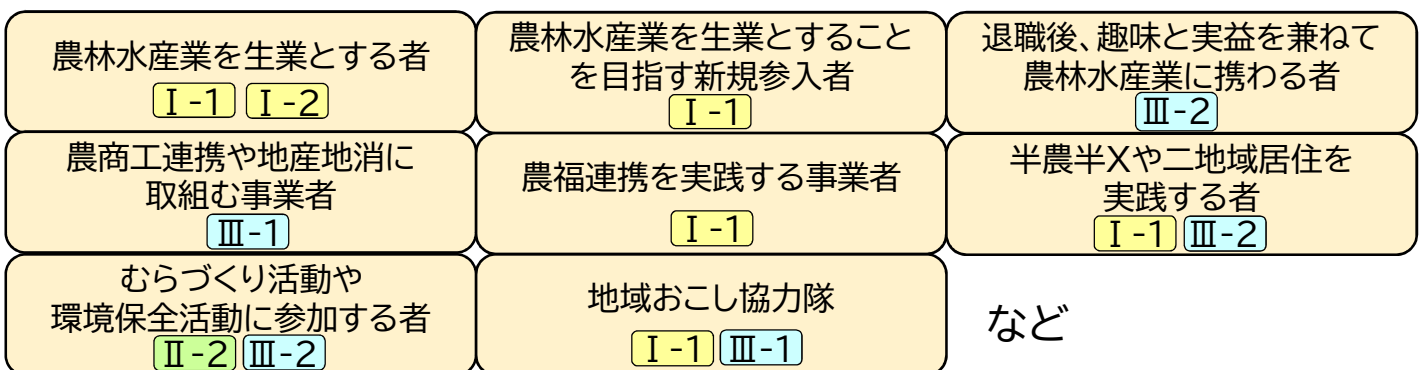 農林水産業を生業とする者
Ⅰ-1 Ⅰ-2
農林水産業を生業とすること
を目指す新規参入者
Ⅰ-1
退職後、趣味と実益を兼ねて
農林水産業に携わる者
Ⅲ-2
農商工連携や地産地消に
取組む事業者
Ⅲ-1
農福連携を実践する事業者
Ⅰ-1
半農半Xや二地域居住を
実践する者
Ⅰ-1 Ⅲ-2
むらづくり活動や
環境保全活動に参加する者
Ⅱ-2 Ⅲ-2
地域おこし協力隊
Ⅰ-1 Ⅲ-1
など